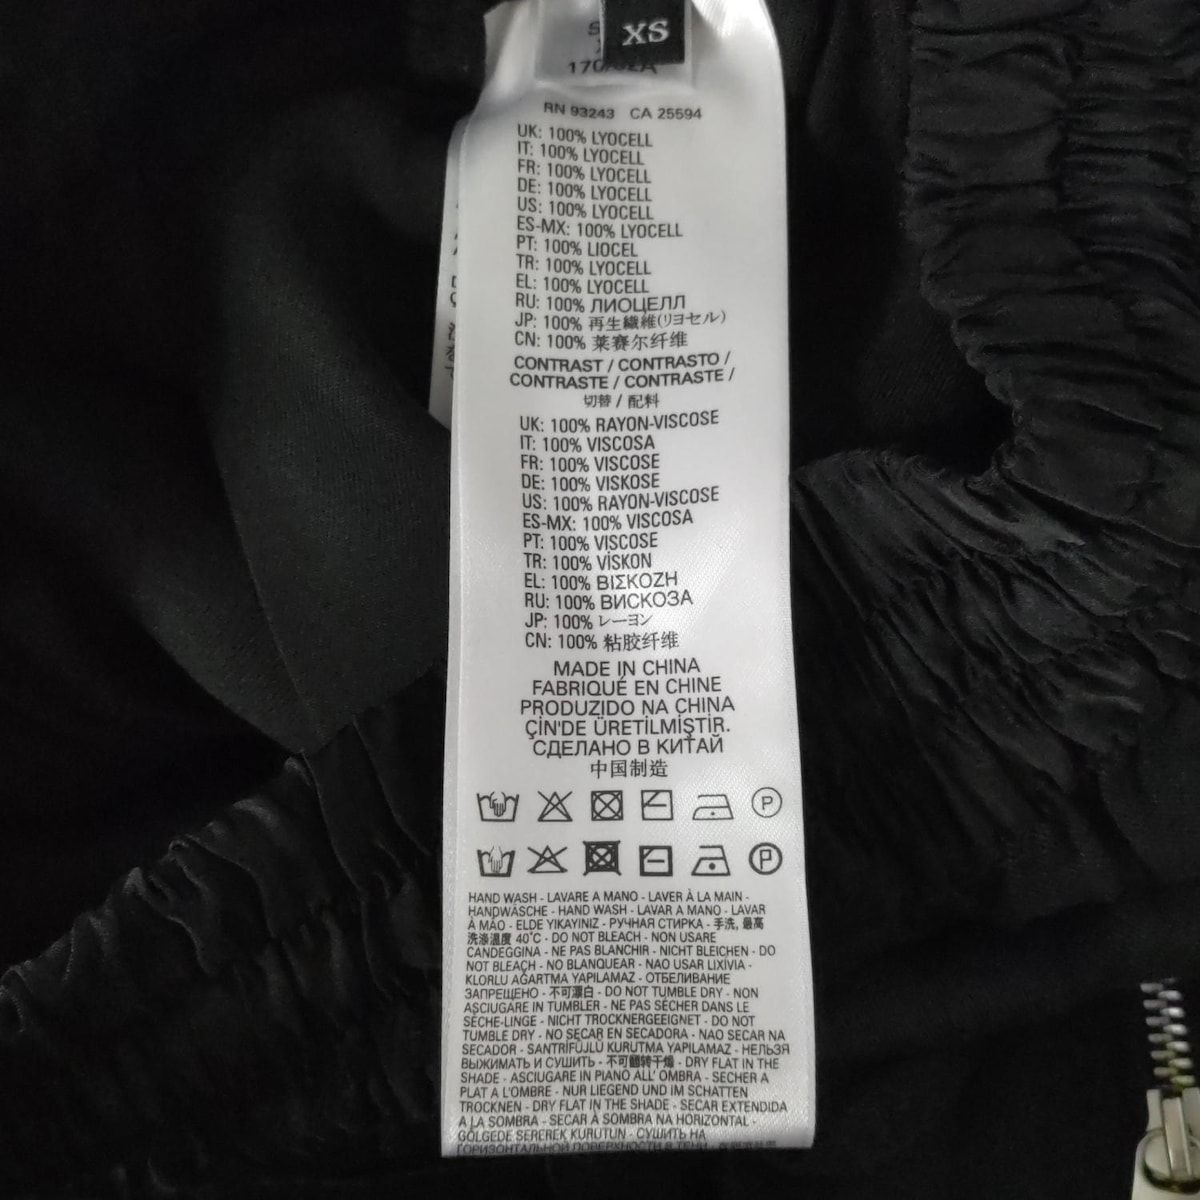 XS
RN 93243 CA 25594
UK: 100% LYOCELL
IT: 100% LYOCELL
FR: 100% LYOCELL
DE: 100% LYOCELL
US: 100% LYOCELL
ES-MX: 100% LYOCELL
PT: 100% LIOCEL
TR: 100% LYOCELL
EL: 100% LYOCELL
RU: 100% ЛИОЦЕЛЛ
JP: 100% 再生繊維(リヨセル)
CN: 100% 莱赛尔纤维
CONTRAST / CONTRASTO /
CONTRASTE / CONTRASTE /
切替 / 配料
UK: 100% RAYON-VISCOSE
IT: 100% VISCOSA
FR: 100% VISCOSE
DE: 100% VISKOSE
US: 100% RAYON-VISCOSE
ES-MX: 100% VISCOSA
PT: 100% VISCOSE
TR: 100% VİSKON
EL: 100% ΒΙΣΚΟΖΗ
RU: 100% ВИСКОЗА
JP: 100% レーヨン
CN: 100% 粘胶纤维
MADE IN CHINA
FABRIQUÉ EN CHINE
PRODUZIDO NA CHINA
ÇİN'DE ÜRETİLMİŞTİR.
СДЕЛАНО В КИТАЙ
中国制造
P
P
HAND WASH - LAVARE A MANO - LAVER À LA MAIN -
HANDWÄSCHE - HAND WASH - LAVAR A MANO - LAVAR
À MÃO - ELDE YIKAYINIZ - РУЧНАЯ СТИРКА - 手洗, 最高
洗涤温度 40°C - DO NOT BLEACH - NON USARE
CANDEGGINA - NE PAS BLANCHIR - NICHT BLEICHEN - DO
NOT BLEACH - NO BLANQUEAR - NAO USAR LIXÍVIA -
KLORLU AĞARTMA YAPILAMAZ - ОТБЕЛИВАНИЕ
ЗАПРЕЩЕНО - 不可漂白 - DO NOT TUMBLE DRY - NON
ASCIUGARE IN TUMBLER - NE PAS SÉCHER DANS LE
SÈCHE-LINGE - NICHT TROCKNERGEEIGNET - DO NOT
TUMBLE DRY - NO SECAR EN SECADORA - NAO SECAR NA
SECADOR - SANTRİFÜJLÜ KURUTMA YAPILAMAZ - НЕЛЬЗЯ
ВЫЖИМАТЬ И СУШИТЬ - 不可翻转干燥 - DRY FLAT IN THE
SHADE - ASCIUGARE IN PIANO ALL' OMBRA - SECHER A
PLAT A L'OMBRE - NUR LIEGEND UND IM SCHATTEN
TROCKNEN - DRY FLAT IN THE SHADE - SECAR EXTENDIDA
A LA SOMBRA - SECAR À SOMBRA NA HORIZONTAL -
GÖLGEDE SEREREK KURUTUN - СУШИТЬ НА
ГОРИЗОНТАЛЬНОЙ ПОВЕРХНОСТИ В ТЕНИ -